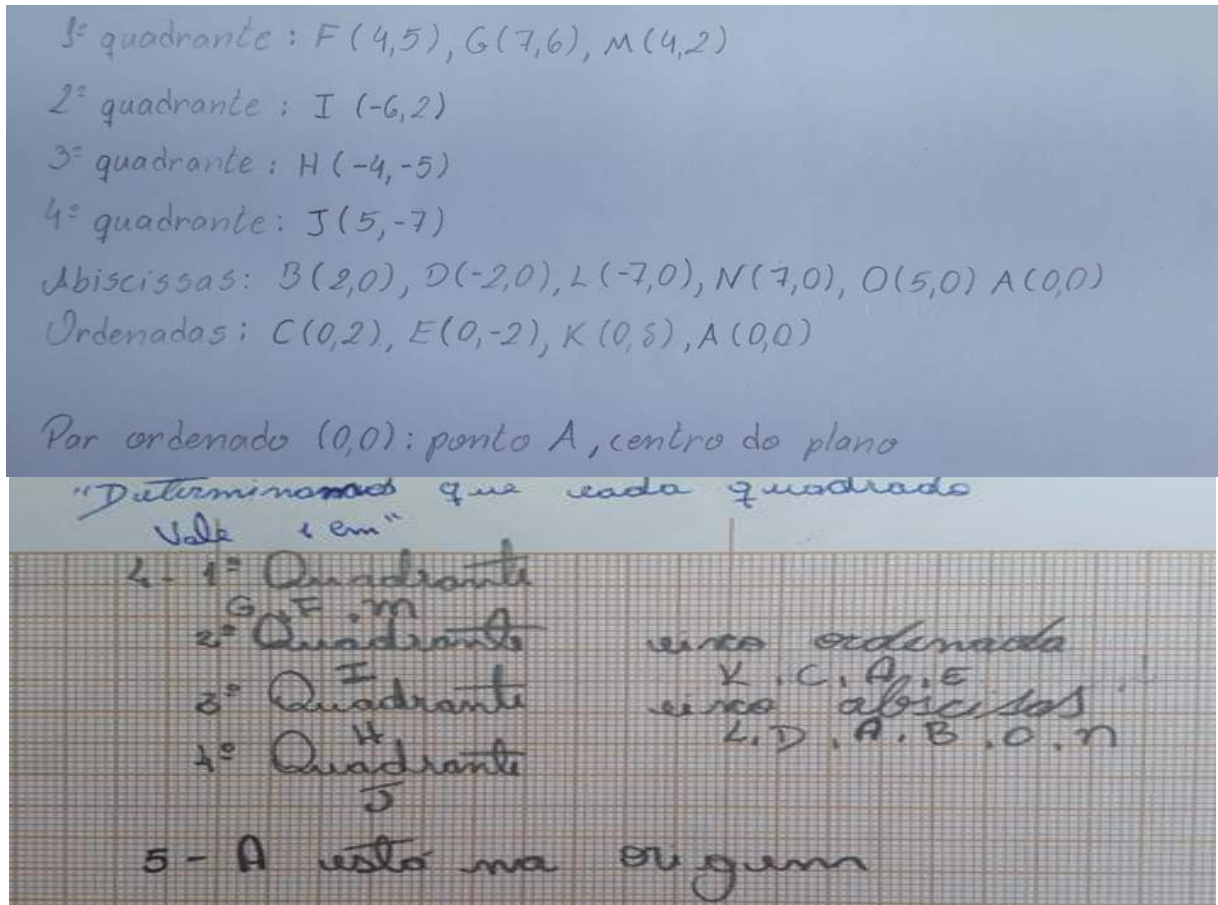 1º quadrante: F(4,5), G(7,6), M(4,2)
2º quadrante: I (-6,2)
3º quadrante: H(-4,-5)
4º quadrante: J(5,-7)
Abiscissas: B(2,0), D(-2,0), L(-7,0), N(7,0), O(5,0) A(0,0)
Ordenadas: C(0,2), E(0,-2), K(0,8), A(0,0)
Par ordenado (0,0): ponto A, centro do plano
"Determinamos que cada quadrado
Vale 1 cm"
4- 1º Quadrante
G. F. M
2º Quadrante
I
3º Quadrante
H
4º Quadrante
J
eixo ordenada
K. C. A. E
eixo abicisas
L. D. A. B. O. N
5- A está na origem